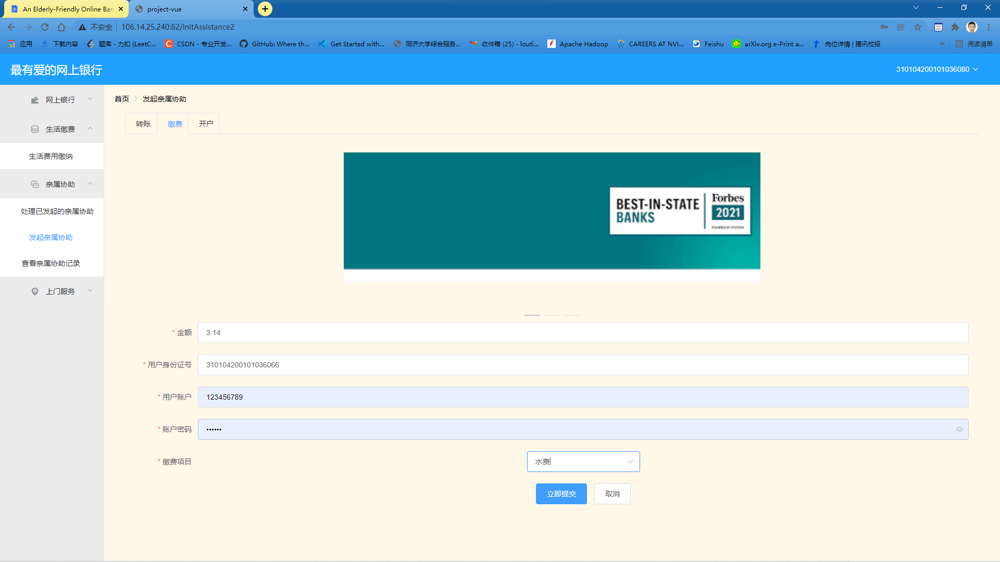 An Elderly-Friendly Online Ban
project-vue
不安全
106.14.25.240:82/initAssistance2
应用
下载内容
题库 - 力扣 (LeetC...
CSDN - 专业开发...
GitHub: Where th...
Get Started with...
同济大学综合服务...
收件箱 (25) - louti...
Apache Hadoop
CAREERS AT NVI...
Feishu
arXiv.org e-Print a...
岗位详情 | 腾讯校招
»
阅读清单
最有爱的网上银行
310104200101036080
网上银行
生活缴费
生活费用缴纳
亲属协助
处理已发起的亲属协助
发起亲属协助
查看亲属协助记录
上门服务
首页
发起亲属协助
转账
缴费
开户
BEST-IN-STATE
BANKS
Forbes
2021
POWERED BY STATISTA
* 金额
3.14
* 用户身份证号
310104200101036066
* 用户账户
123456789
* 账户密码
••••••
* 缴费项目
水费
立即提交
取消